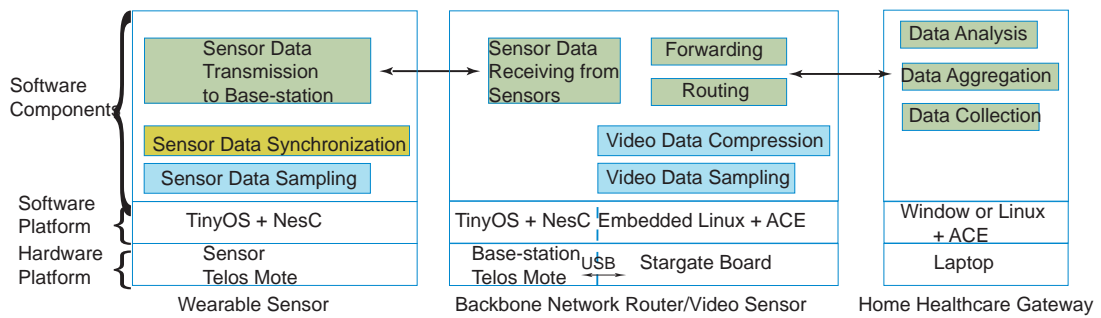 Software
Components
Sensor Data
Transmission
to Base-station
Sensor Data Synchronization
Sensor Data Sampling
Sensor Data
Receiving from
Sensors
Forwarding
Routing
Video Data Compression
Video Data Sampling
Data Analysis
Data Aggregation
Data Collection
Software
Platform
TinyOS + NesC
TinyOS + NesC
Embedded Linux + ACE
Window or Linux
+ ACE
Hardware
Platform
Sensor
Telos Mote
Base-station
Telos Mote
USB
Stargate Board
Laptop
Wearable Sensor
Backbone Network Router/Video Sensor
Home Healthcare Gateway